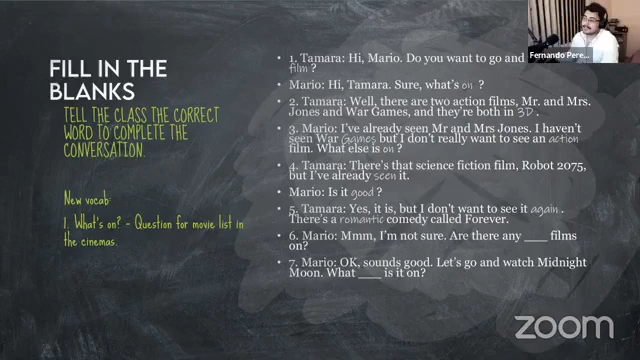 Fernando Pere...
FILL IN THE
BLANKS
TELL THE CLASS THE CORRECT
WORD TO COMPLETE THE
CONVERSATION.
New vocab:
1. What's on? - Question for movie list in
the cinemas.
• 1. Tamara: Hi, Mario. Do you want to go and
film ?
Mario: Hi, Tamara. Sure, what's on ?
• 2. Tamara: Well, there are two action films, Mr. and Mrs.
Jones and War Games, and they're both in 3D .
• 3. Mario: I've already seen Mr and Mrs. Jones. I haven't
seen War Games but I don't really want to see an action
film. What else is on ?
• 4. Tamara: There's that science fiction film, Robot 2075,
but I've already seen it.
• Mario: Is it good ?
• 5. Tamara: Yes, it is, but I don't want to see it again .
There's a romantic comedy called Forever.
• 6. Mario: Mmm, I'm not sure. Are there any ___ films
on?
• 7. Mario: OK, sounds good. Let's go and watch Midnight
Moon. What ___ is it on?
zoom